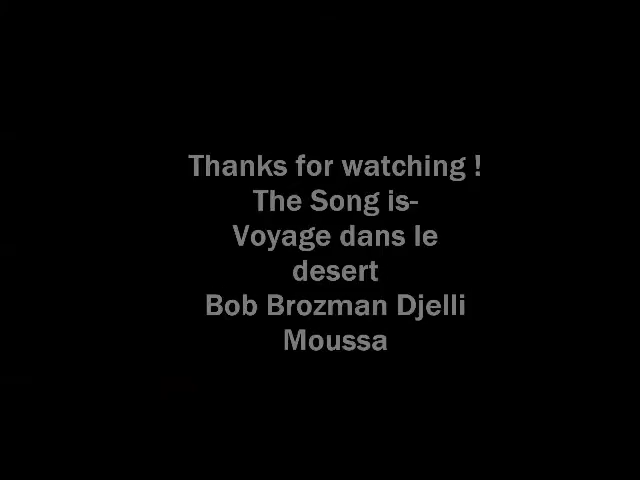 Thanks for watching !
The Song is-
Voyage dans le
desert
Bob Brozman Djelli
Moussa